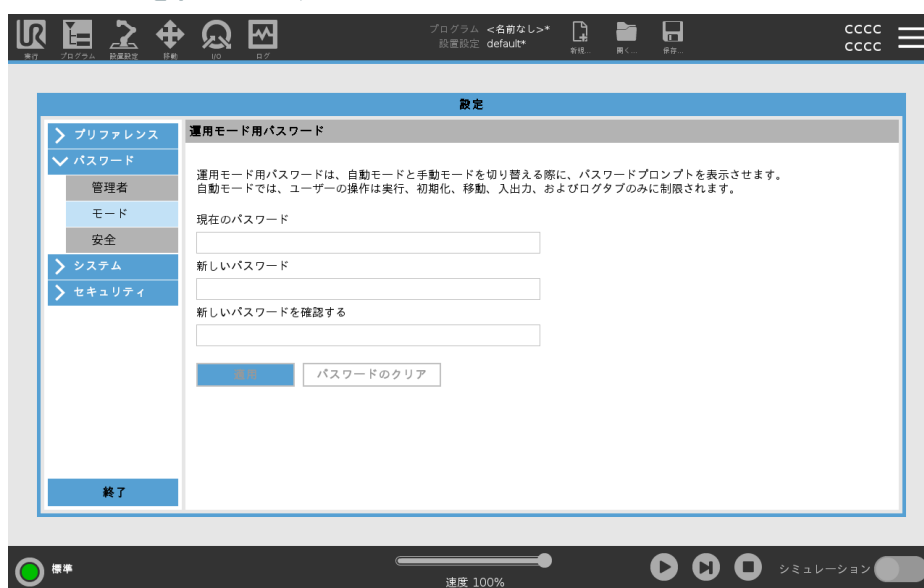 プログラム <名前なし>*
設置設定 default*
cccc
cccc
実行 プログラム 設置設定 移動 I/O ログ
新規... 開く... 保存...
設定
プリファレンス
パスワード
管理者
モード
安全
システム
セキュリティ
終了
運用モード用パスワード
運用モード用パスワードは、自動モードと手動モードを切り替える際に、パスワードプロンプトを表示させます。
自動モードでは、ユーザーの操作は実行、初期化、移動、入出力、およびログタブのみに制限されます。
現在のパスワード
新しいパスワード
新しいパスワードを確認する
適用 パスワードのクリア
標準
速度 100%
シミュレーション